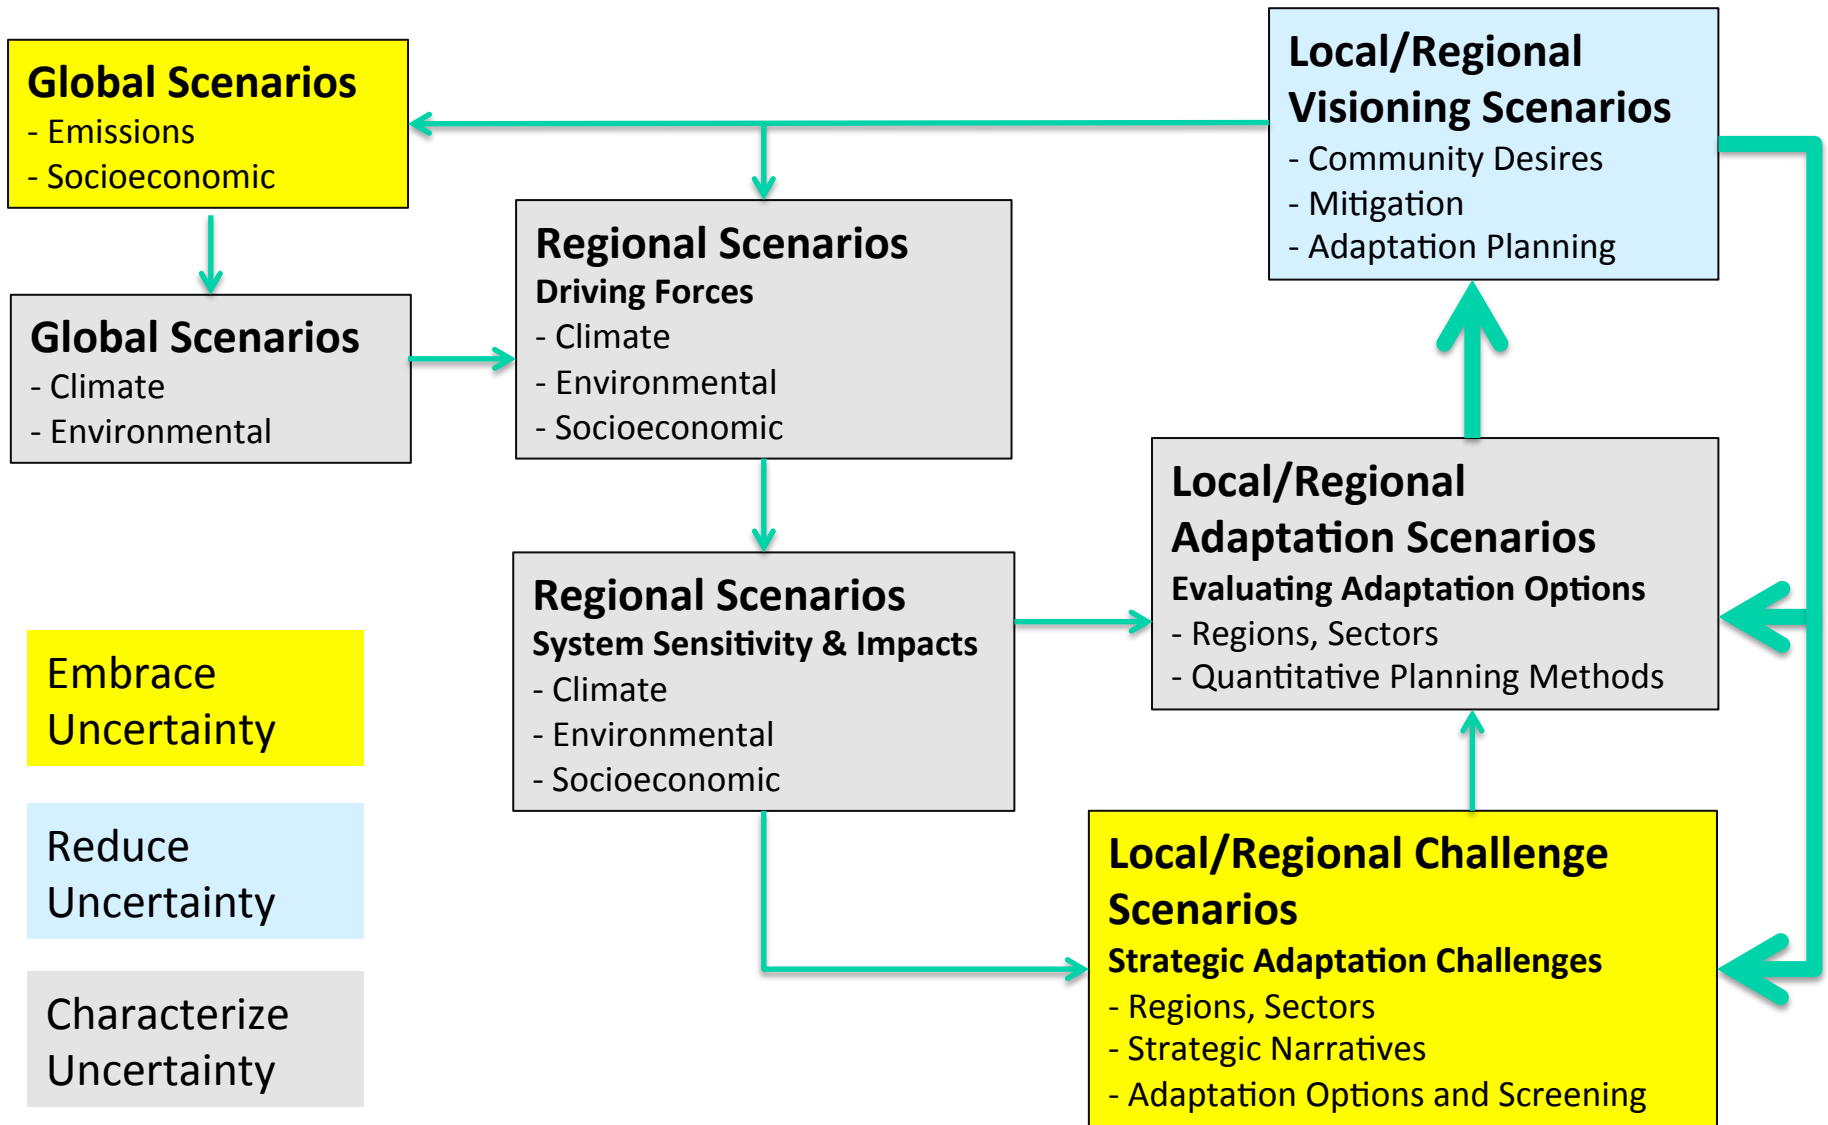 Global Scenarios
- Emissions
- Socioeconomic
Global Scenarios
- Climate
- Environmental
Regional Scenarios
Driving Forces
- Climate
- Environmental
- Socioeconomic
Regional Scenarios
System Sensitivity & Impacts
- Climate
- Environmental
- Socioeconomic
Local/Regional
Visioning Scenarios
- Community Desires
- Mitigation
- Adaptation Planning
Local/Regional
Adaptation Scenarios
Evaluating Adaptation Options
- Regions, Sectors
- Quantitative Planning Methods
Local/Regional Challenge
Scenarios
Strategic Adaptation Challenges
- Regions, Sectors
- Strategic Narratives
- Adaptation Options and Screening
Embrace
Uncertainty
Reduce
Uncertainty
Characterize
Uncertainty